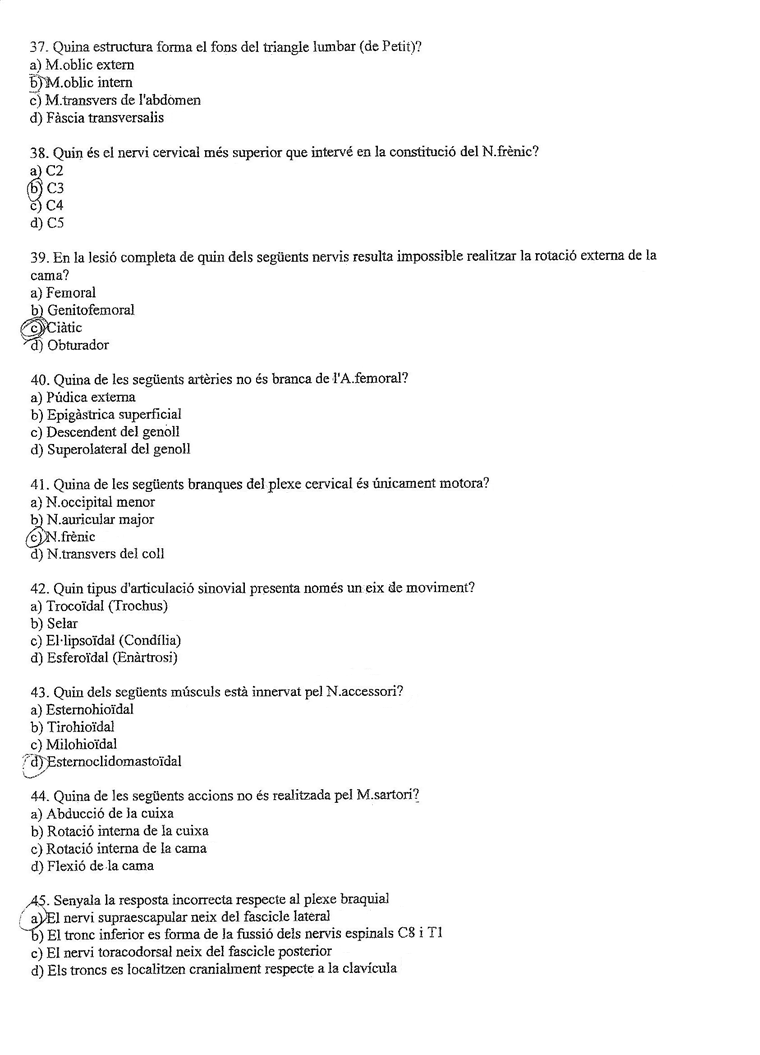 37. Quina estructura forma el fons del triangle lumbar (de Petit)?
a) M.oblic extern
b) M.oblic intern
c) M.transvers de l'abdomen
d) Fàscia transversalis
38. Quin és el nervi cervical més superior que intervé en la constitució del N.frènic?
a) C2
b) C3
c) C4
d) C5
39. En la lesió completa de quin dels següents nervis resulta impossible realitzar la rotació externa de la
cama?
a) Femoral
b) Genitofemoral
c) Ciàtic
d) Obturador
40. Quina de les següents artèries no és branca de l'A.femoral?
a) Púdica externa
b) Epigàstrica superficial
c) Descendent del genoll
d) Superolateral del genoll
41. Quina de les següents branques del plexe cervical és únicament motora?
a) N.occipital menor
b) N.auricular major
c) N.frènic
d) N.transvers del coll
42. Quin tipus d'articulació sinovial presenta només un eix de moviment?
a) Trocoïdal (Trochus)
b) Selar
c) El·lipsoïdal (Condília)
d) Esferoïdal (Enàrtrosi)
43. Quin dels següents músculs està innervat pel N.accessori?
a) Esternohioïdal
b) Tirohioïdal
c) Milohioïdal
d) Esternoclidomastoïdal
44. Quina de les següents accions no és realitzada pel M.sartori?
a) Abducció de la cuixa
b) Rotació interna de la cuixa
c) Rotació interna de la cama
d) Flexió de la cama
45. Senyala la resposta incorrecta respecte al plexe braquial
a) El nervi supraescapular neix del fascicle lateral
b) El tronc inferior es forma de la fussió dels nervis espinals C8 i T1
c) El nervi toracodorsal neix del fascicle posterior
d) Els troncs es localitzen cranialment respecte a la clavícula